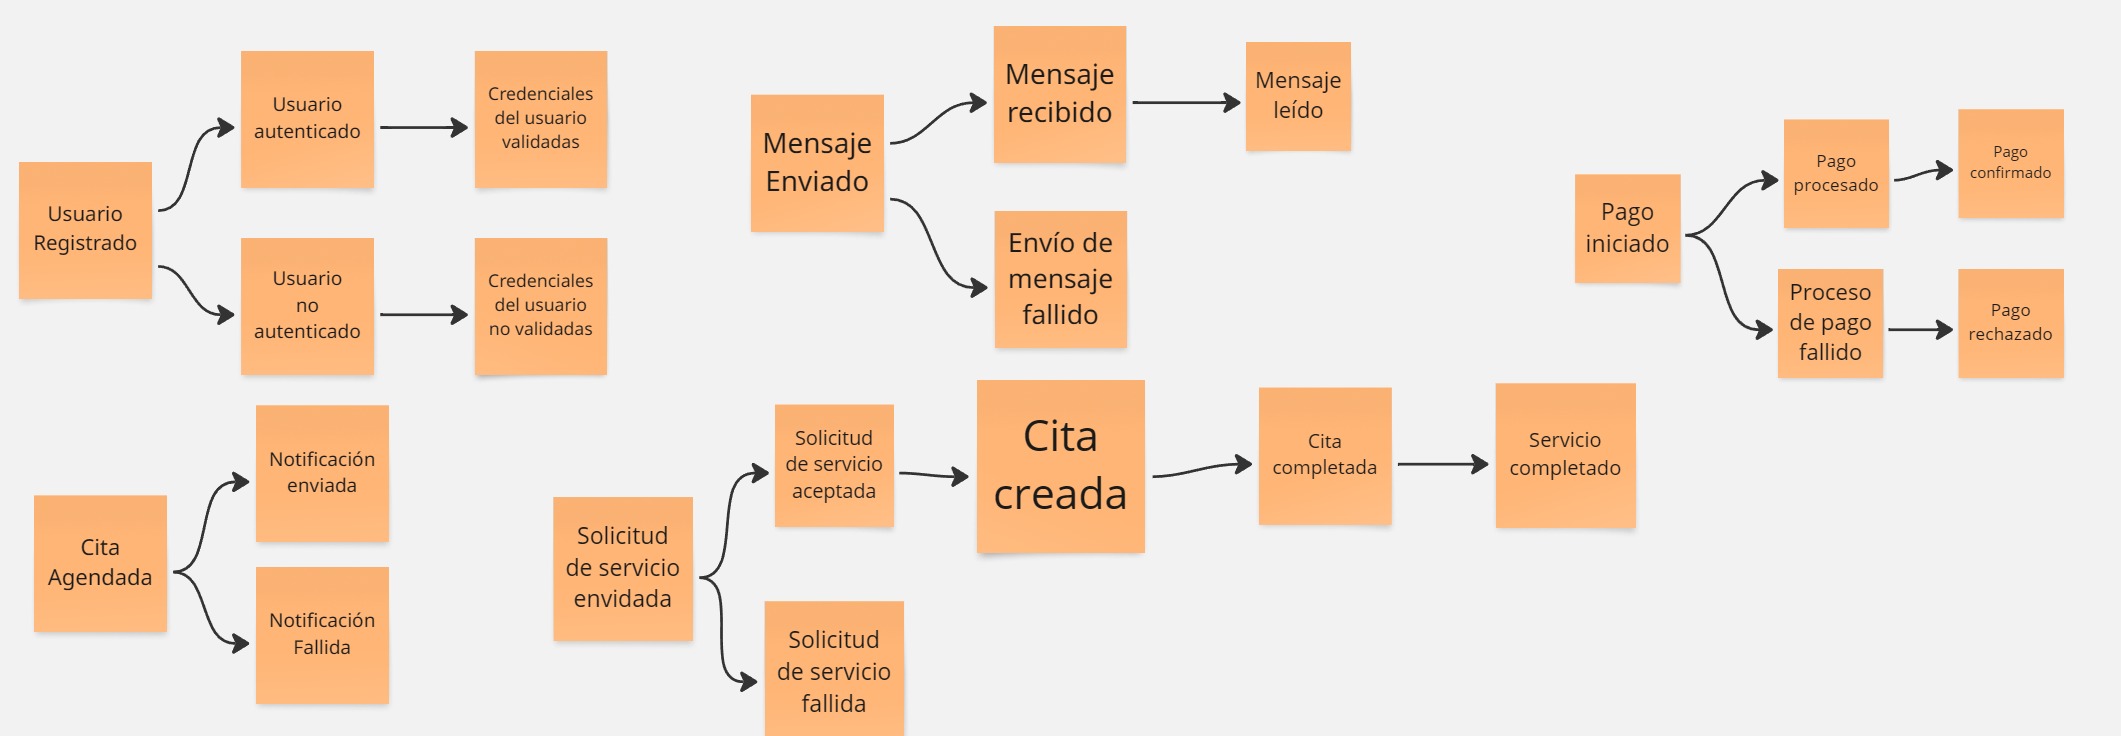 Usuario
Registrado
Usuario
autenticado
Credenciales
del usuario
validadas
Usuario
no
autenticado
Credenciales
del usuario
no validadas
Mensaje
Enviado
Mensaje
recibido
Mensaje
leído
Envío de
mensaje
fallido
Pago
iniciado
Pago
procesado
Pago
confirmado
Proceso
de pago
fallido
Pago
rechazado
Cita
Agendada
Notificación
enviada
Notificación
Fallida
Solicitud
de servicio
envidada
Solicitud
de servicio
aceptada
Cita
creada
Cita
completada
Servicio
completado
Solicitud
de servicio
fallida